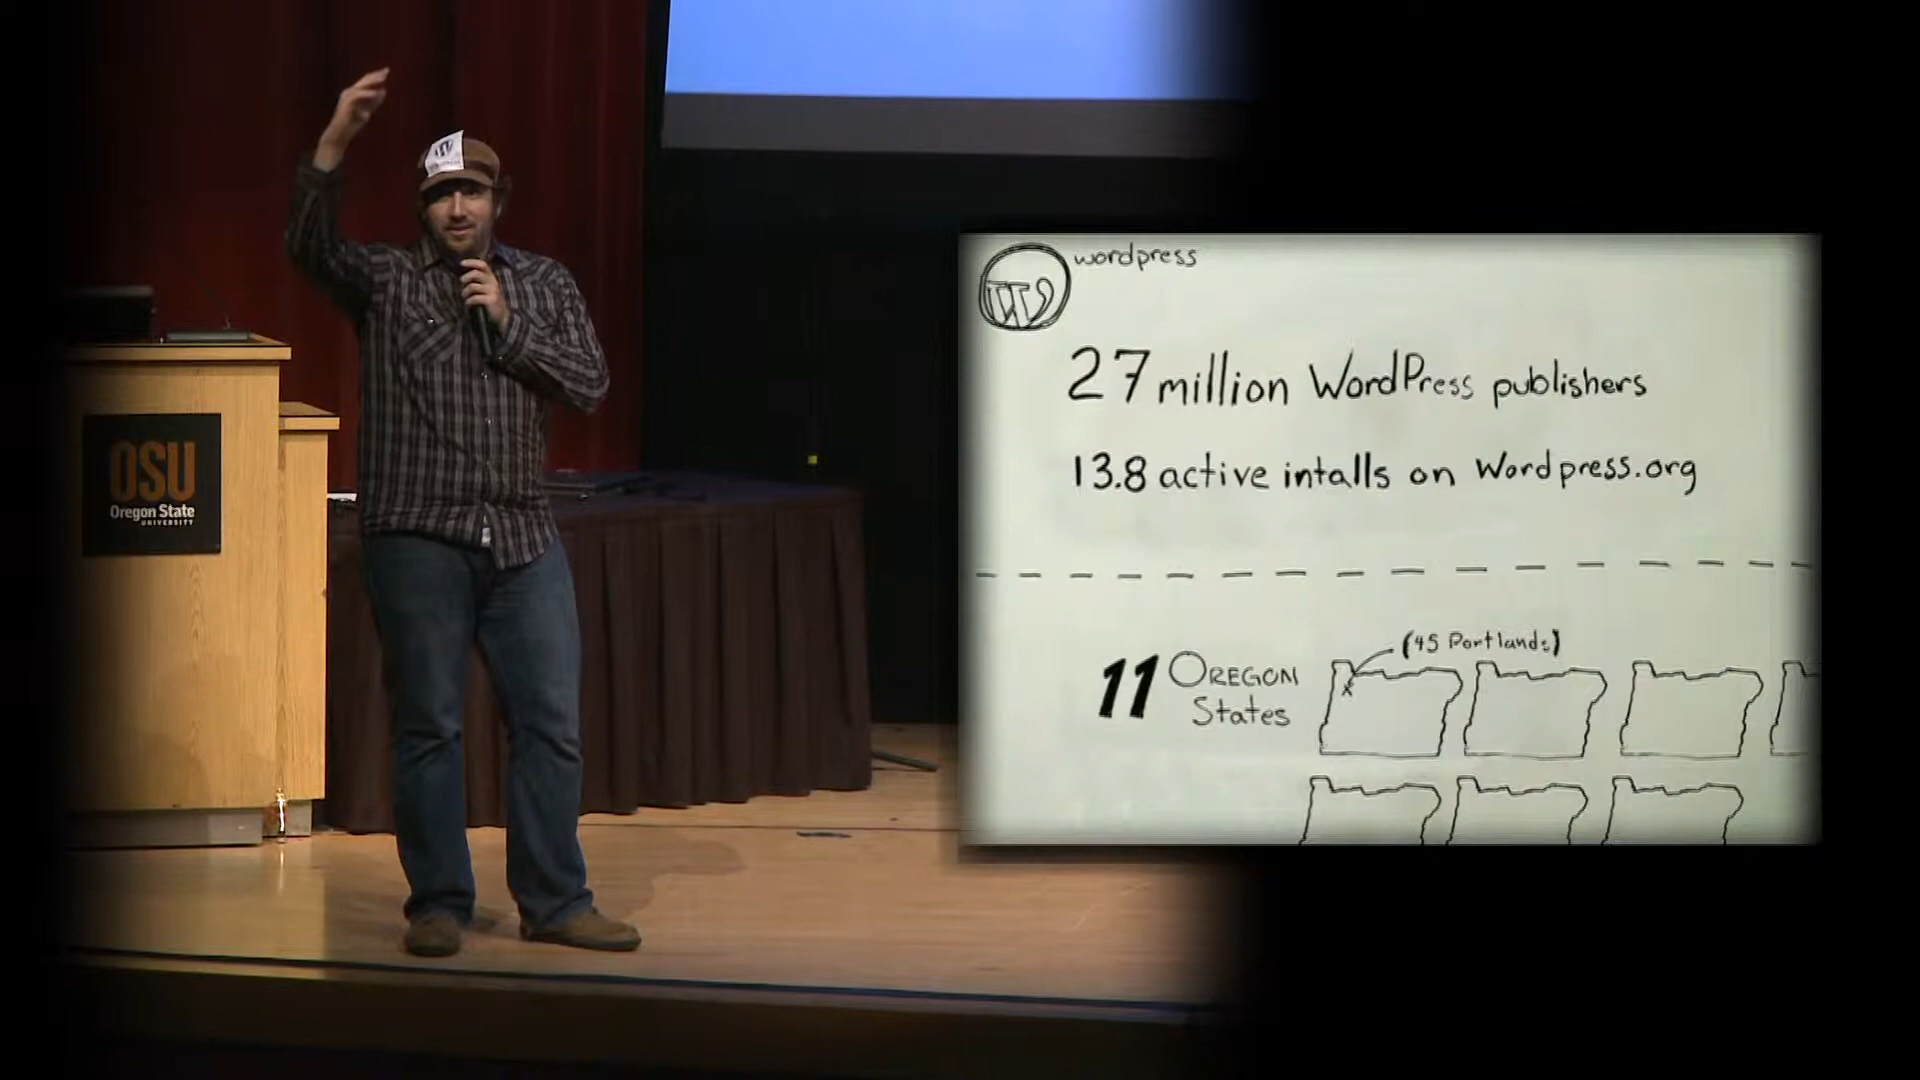 OSU
Oregon State
UNIVERSITY
wordpress
27 million WordPress publishers
13.8 active intalls on Wordpress.org
(45 Portlands)
11 OREGON
States